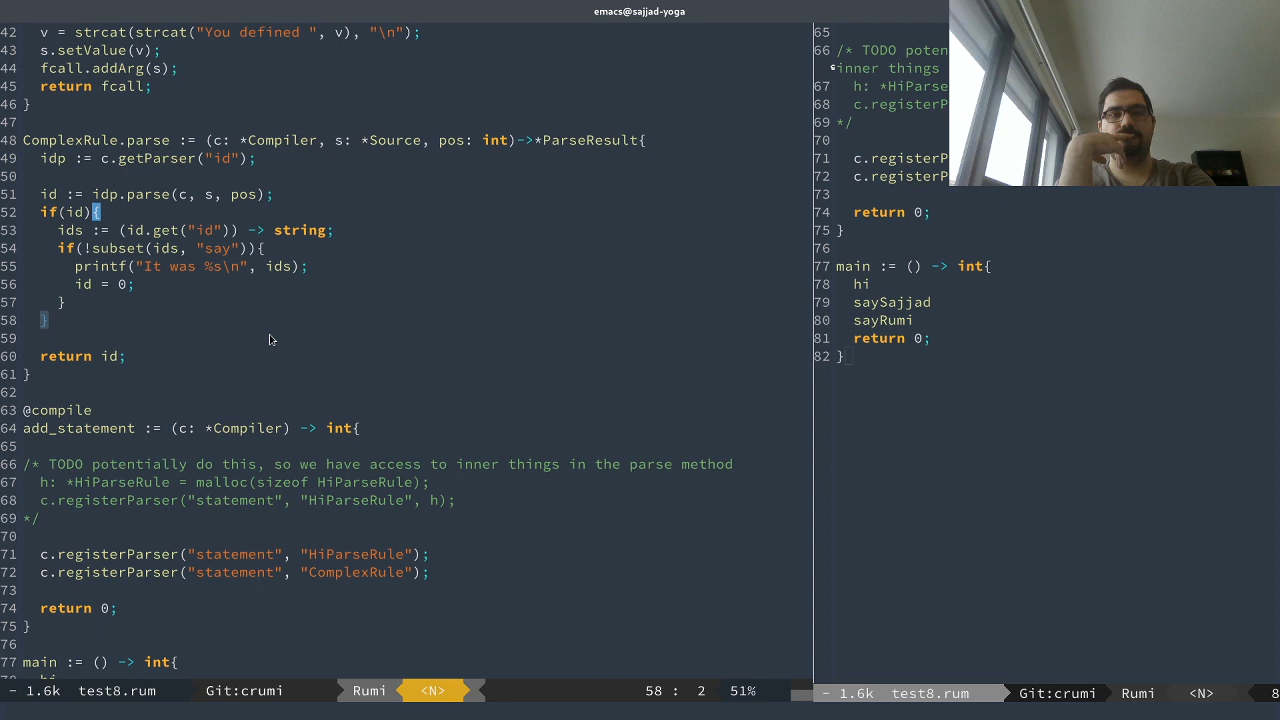 emacs@sajjad-yoga
42 v = strcat(strcat("You defined ", v), "\n");
43 s.setValue(v);
44 fcall.addArg(s);
45 return fcall;
46 }
47
48 ComplexRule.parse := (c: *Compiler, s: *Source, pos: int)->*ParseResult{
49 idp := c.getParser("id");
50
51 id := idp.parse(c, s, pos);
52 if(id){
53 ids := (id.get("id")) -> string;
54 if(!subset(ids, "say")){
55 printf("It was %s\n", ids);
56 id = 0;
57 }
58 }
59
60 return id;
61 }
62
63 @compile
64 add_statement := (c: *Compiler) -> int{
65
66 /* TODO potentially do this, so we have access to inner things in the parse method
67 h: *HiParseRule = malloc(sizeof HiParseRule);
68 c.registerParser("statement", "HiParseRule", h);
69 */
70
71 c.registerParser("statement", "HiParseRule");
72 c.registerParser("statement", "ComplexRule");
73
74 return 0;
75 }
76
77 main := () -> int{
- 1.6k test8.rum Git:crumi Rumi <N> 58 : 2 51%
65
66 /* TODO poten
inner things
67 h: *HiParse
68 c.registerP
69 */
70
71 c.registerP
72 c.registerP
73
74 return 0;
75 }
76
77 main := () -> int{
78 hi
79 saySajjad
80 sayRumi
81 return 0;
82 }
- 1.6k test8.rum Git:crumi Rumi <N> 8